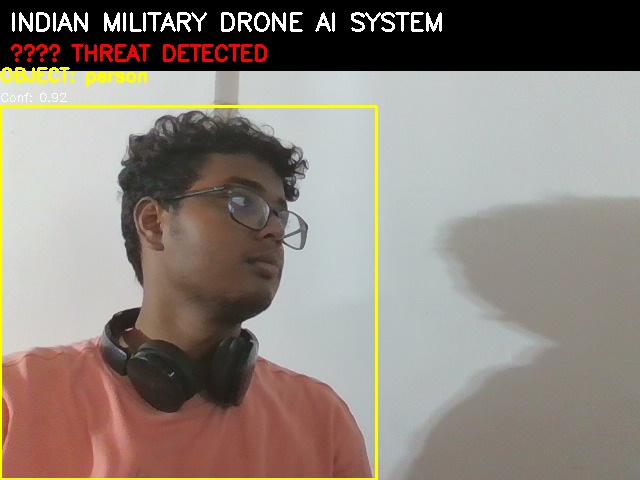 INDIAN MILITARY DRONE AI SYSTEM
???? THREAT DETECTED
OBJECT: person
Conf: 0.92